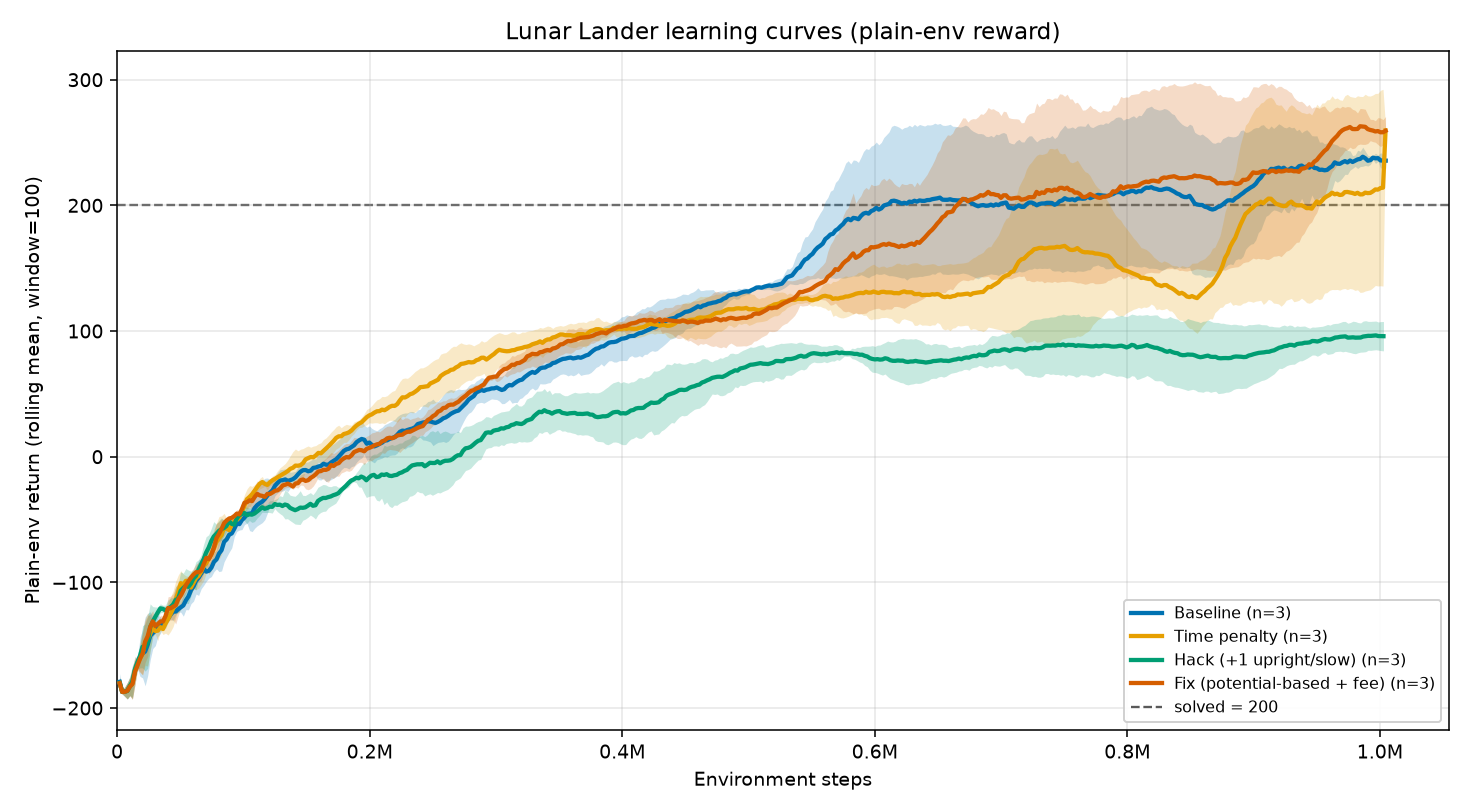 Lunar Lander learning curves (plain-env reward)
Plain-env return (rolling mean, window=100)
300
200
100
0
−100
−200
0
0.2M
0.4M
0.6M
0.8M
1.0M
Environment steps
Baseline (n=3)
Time penalty (n=3)
Hack (+1 upright/slow) (n=3)
Fix (potential-based + fee) (n=3)
solved = 200